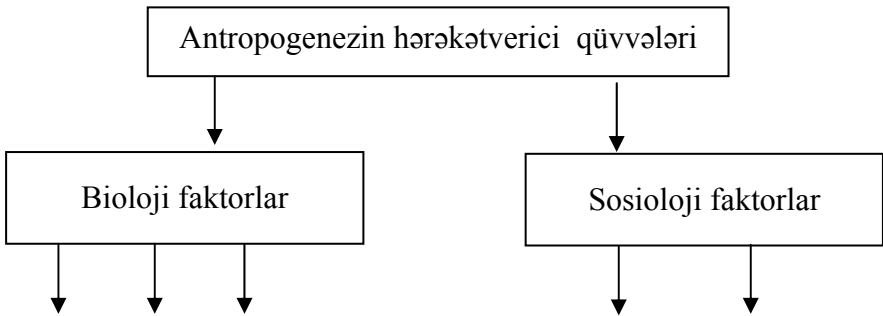 Antropogenezin hərəkətverici qüvvələri
Bioloji faktorlar
Sosioloji faktorlar